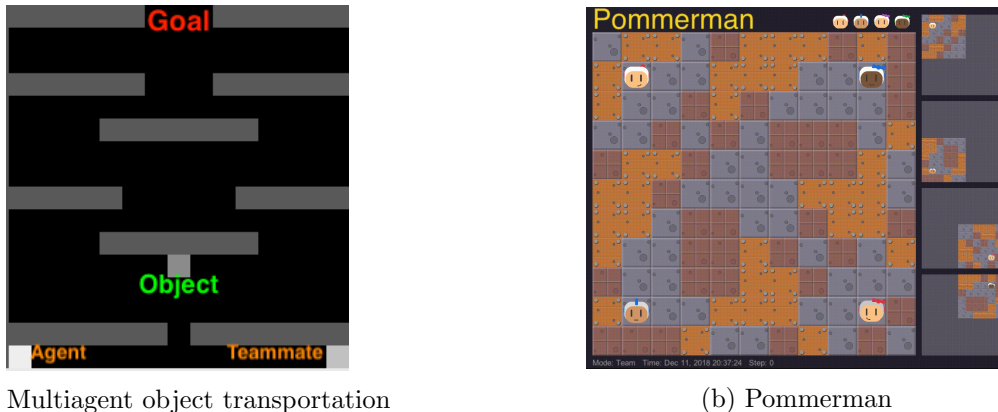 Goal
Object
Agent
Teammate
Multiagent object transportation
Pommerman
Mode: Team Time: Dec 11, 2018 20:37:24 Step: 0
(b) Pommerman